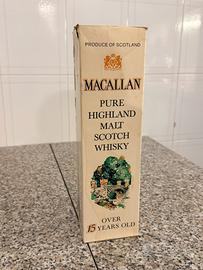 PRODUCE OF SCOTLAND
MACALLAN
PURE
HIGHLAND
MALT
SCOTCH
WHISKY
OVER
15 YEARS OLD